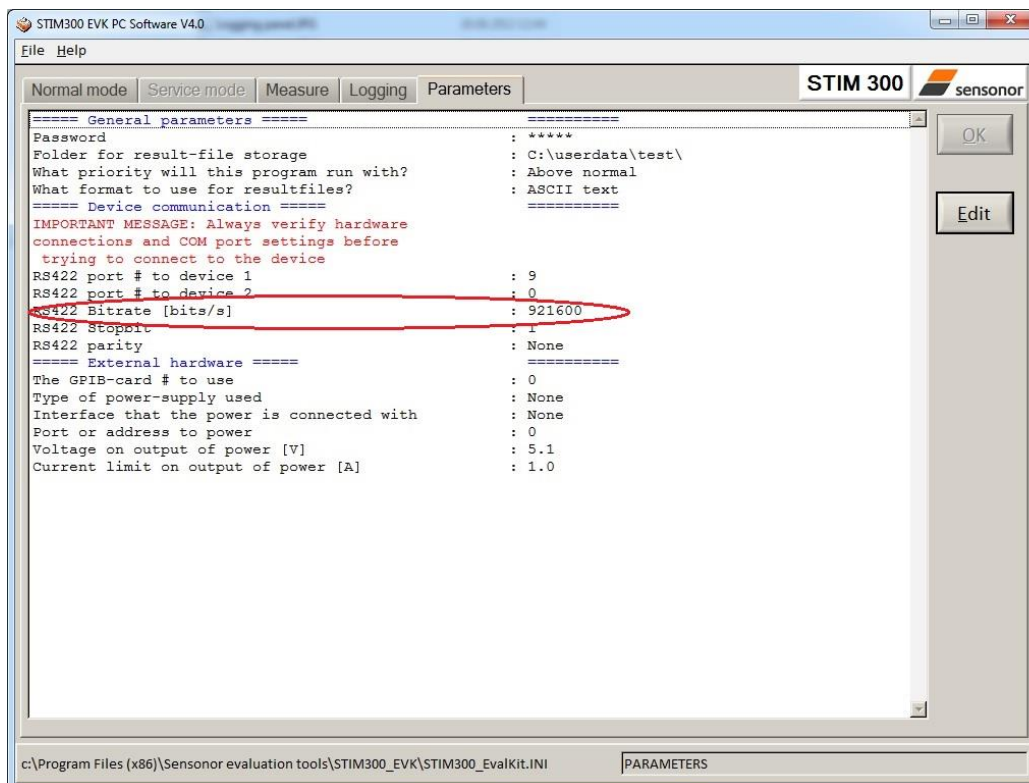 STIM300 EVK PC Software V4.0
File Help
Normal mode Service mode Measure Logging Parameters STIM 300 sensonor
===== General parameters ===== ==========
Password : *****
Folder for result-file storage : C:\userdata\test\
What priority will this program run with? : Above normal
What format to use for resultfiles? : ASCII text
===== Device communication ===== ==========
IMPORTANT MESSAGE: Always verify hardware
connections and COM port settings before
trying to connect to the device
RS422 port # to device 1 : 9
RS422 port # to device 2 : 0
RS422 Bitrate [bits/s] : 921600
RS422 Stopbit : 1
RS422 parity : None
===== External hardware ===== ==========
The GPIB-card # to use : 0
Type of power-supply used : None
Interface that the power is connected with : None
Port or address to power : 0
Voltage on output of power [V] : 5.1
Current limit on output of power [A] : 1.0
OK
Edit
c:\Program Files (x86)\Sensonor evaluation tools\STIM300_EVK\STIM300_EvalKit.INI PARAMETERS